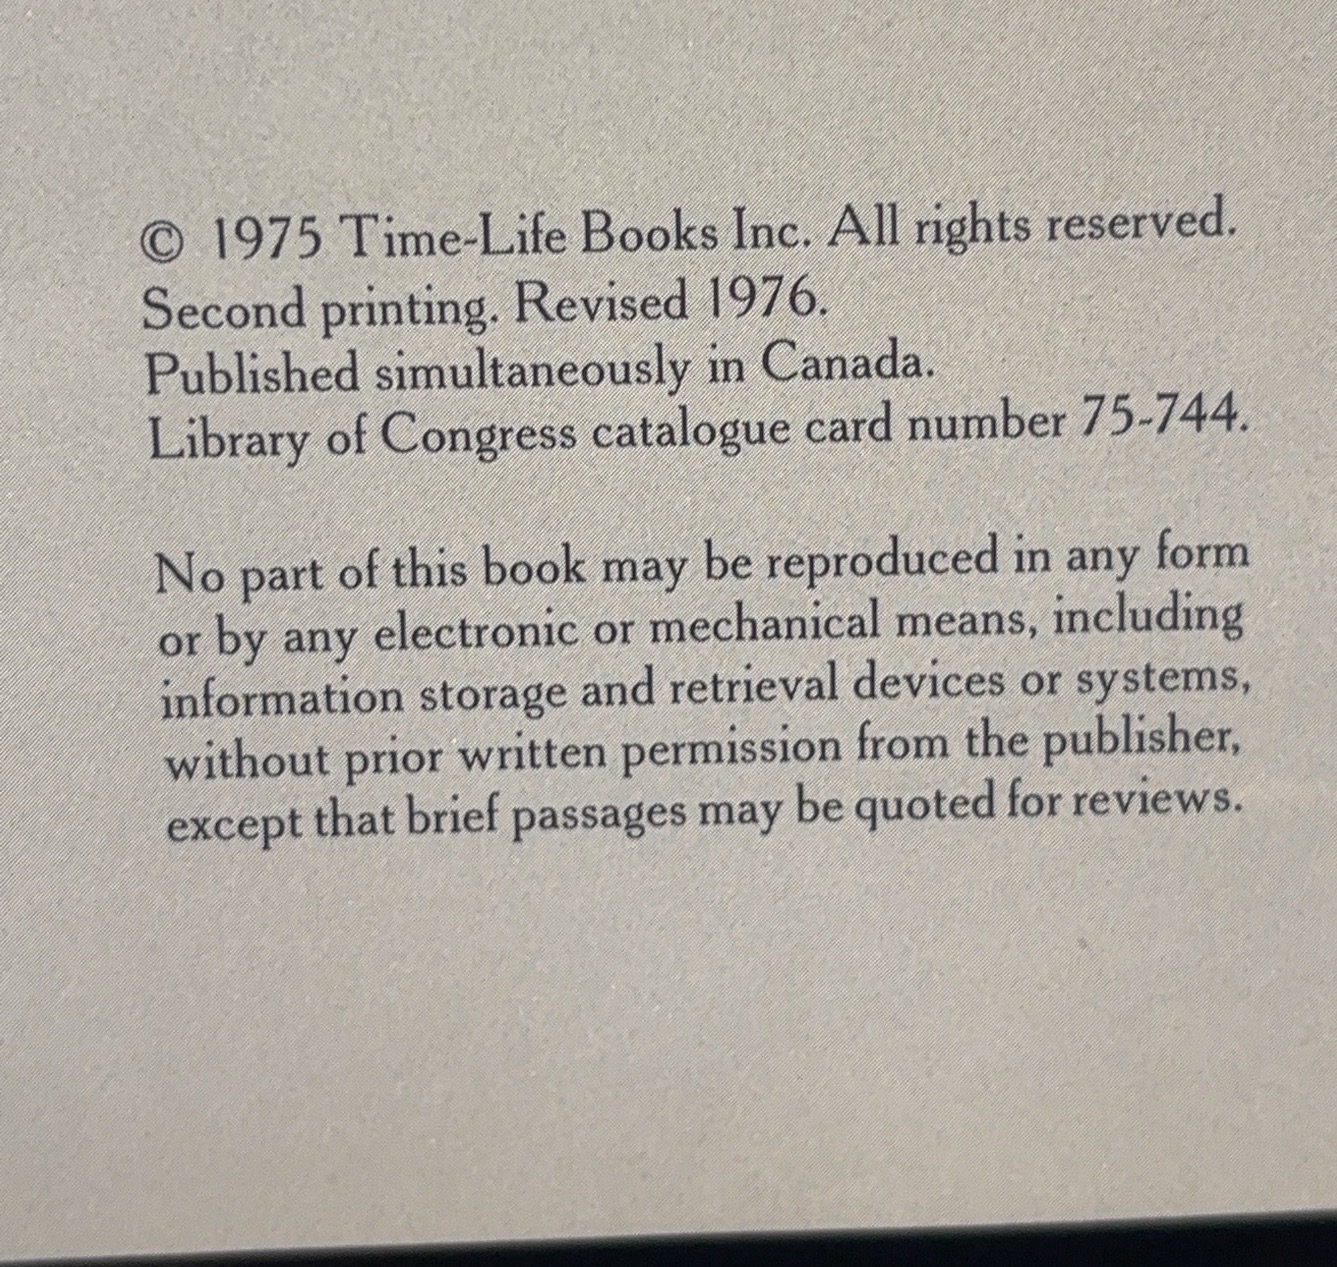 © 1975 Time-Life Books Inc. All rights reserved.
Second printing. Revised 1976.
Published simultaneously in Canada.
Library of Congress catalogue card number 75-744.
No part of this book may be reproduced in any form
or by any electronic or mechanical means, including
information storage and retrieval devices or systems,
without prior written permission from the publisher,
except that brief passages may be quoted for reviews.